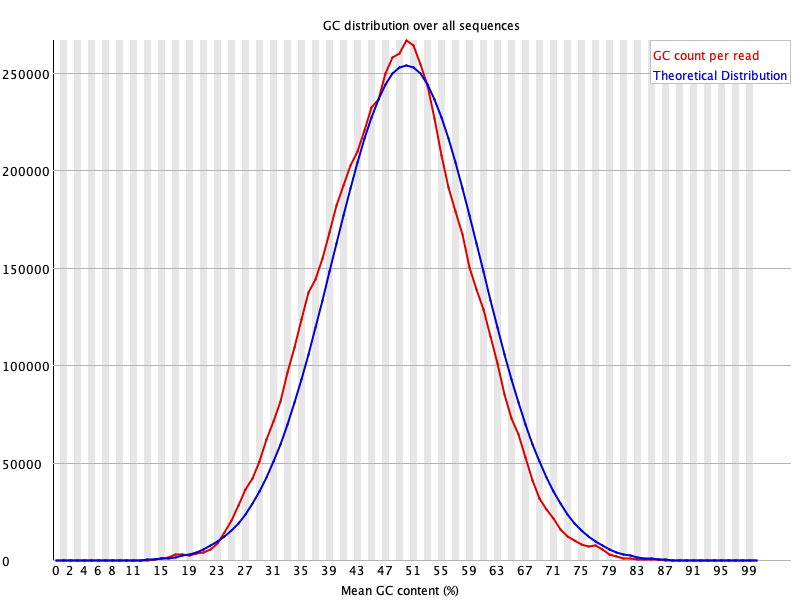 GC distribution over all sequences
GC count per read
Theoretical Distribution
250000
200000
150000
100000
50000
0
0 2 4 6 8 11 15 19 23 27 31 35 39 43 47 51 55 59 63 67 71 75 79 83 87 91 95 99
Mean GC content (%)